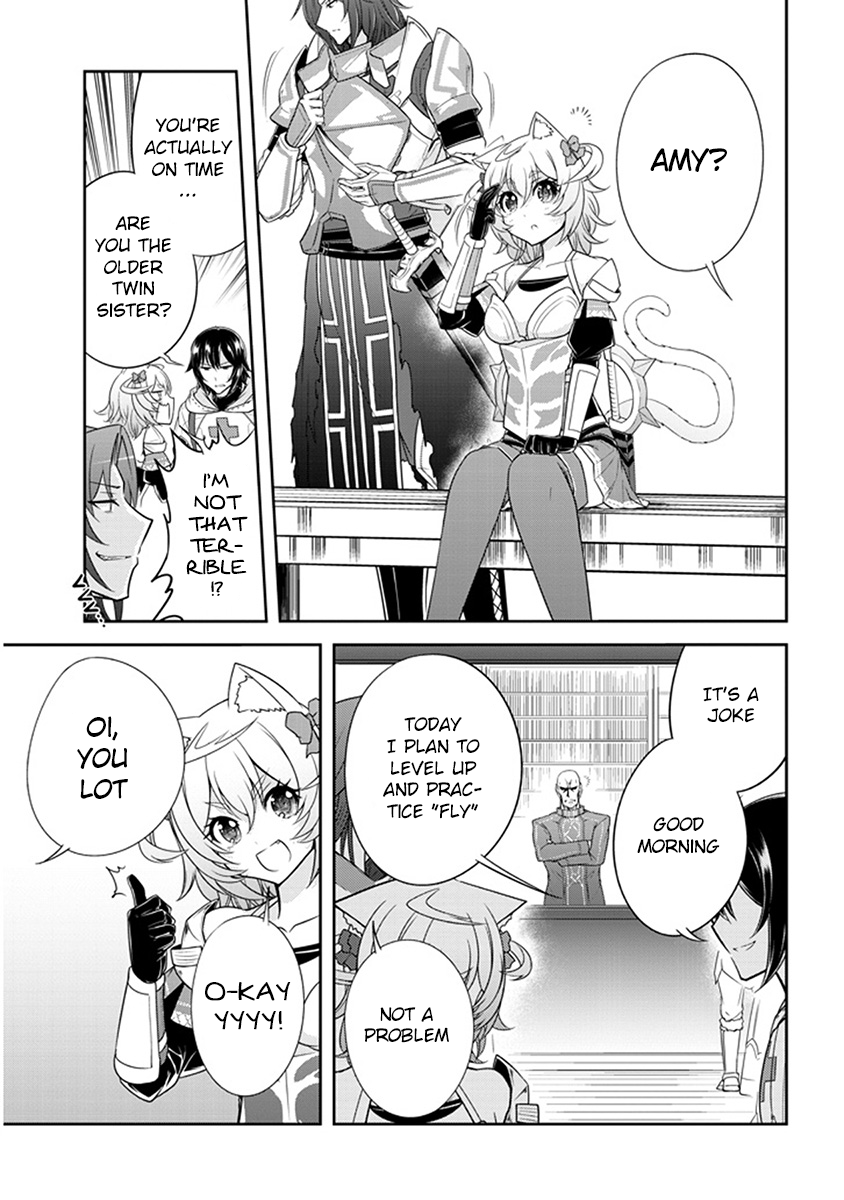 AMY?
YOU'RE
ACTUALLY
ON TIME
...
ARE
YOU THE
OLDER
TWIN
SISTER?
I'M
NOT
THAT
TER-
RIBLE
!?
IT'S A
JOKE
GOOD
MORNING
TODAY
I PLAN TO
LEVEL UP
AND PRAC-
TICE "FLY"
NOT A
PROBLEM
OI,
YOU
LOT
O-KAY
YYYY!